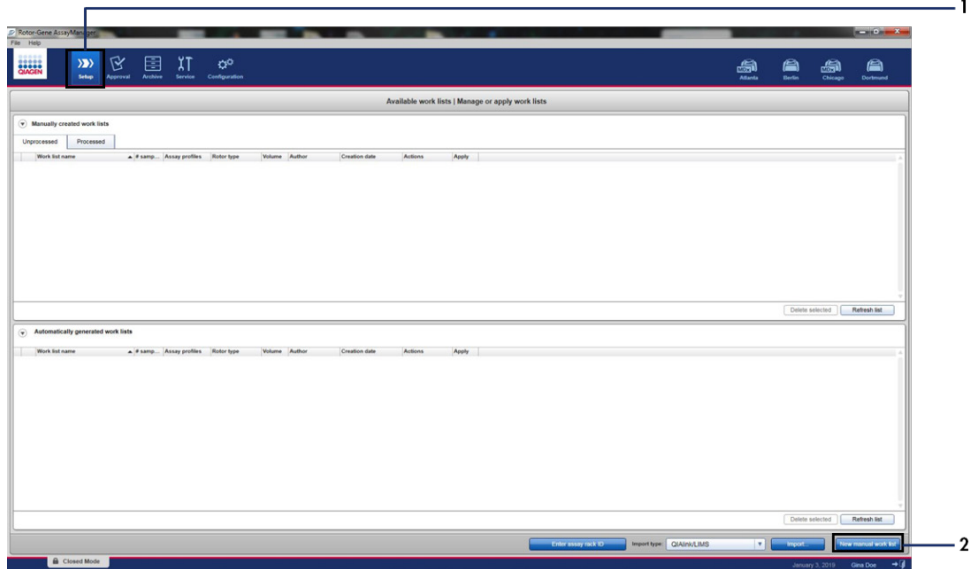 1
Rotor-Gene AssayManager
File Help
QIAGEN
Setup Approval Archive Service Configuration
Atlanta Berlin Chicago Dortmund
Available work lists | Manage or apply work lists
Manually created work lists
Unprocessed Processed
Work list name # samp... Assay profiles Rotor type Volume Author Creation date Actions Apply
Delete selected Refresh list
Automatically generated work lists
Work list name # samp... Assay profiles Rotor type Volume Author Creation date Actions Apply
Delete selected Refresh list
Enter assay rack ID Import type: QIAlink/LIMS Import... New manual work list
2
Closed Mode
January 3, 2019 Gina Doe